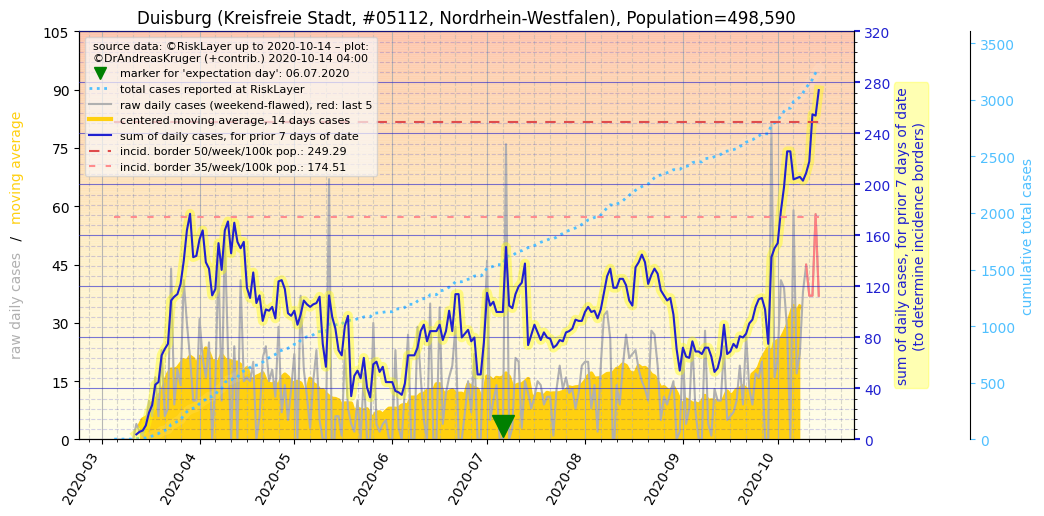 Duisburg (Kreisfreie Stadt, #05112, Nordrhein-Westfalen), Population=498,590
source data: ©RiskLayer up to 2020-10-14 – plot:
©DrAndreasKruger (+contrib.) 2020-10-14 04:00
marker for 'expectation day': 06.07.2020
total cases reported at RiskLayer
raw daily cases (weekend-flawed), red: last 5
centered moving average, 14 days cases
sum of daily cases, for prior 7 days of date
incid. border 50/week/100k pop.: 249.29
incid. border 35/week/100k pop.: 174.51
raw daily cases / moving average
105
90
75
60
45
30
15
0
320
280
240
200
160
120
80
40
0
sum of daily cases, for prior 7 days of date
(to determine incidence borders)
3500
3000
2500
2000
1500
1000
500
0
cumulative total cases
2020-03
2020-04
2020-05
2020-06
2020-07
2020-08
2020-09
2020-10